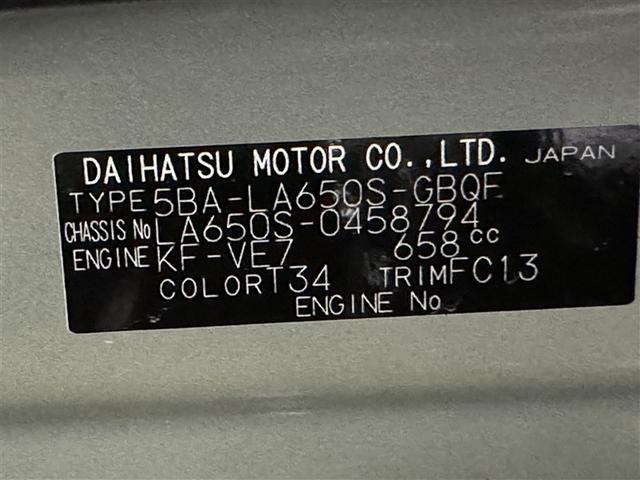 DAIHATSU MOTOR CO.,LTD. JAPAN
TYPE 5BA-LA650S-GBQF
CHASSIS No LA650S-0458794
ENGINE KF-VE7 658cc
COLOR T34 TRIM FC13
ENGINE No